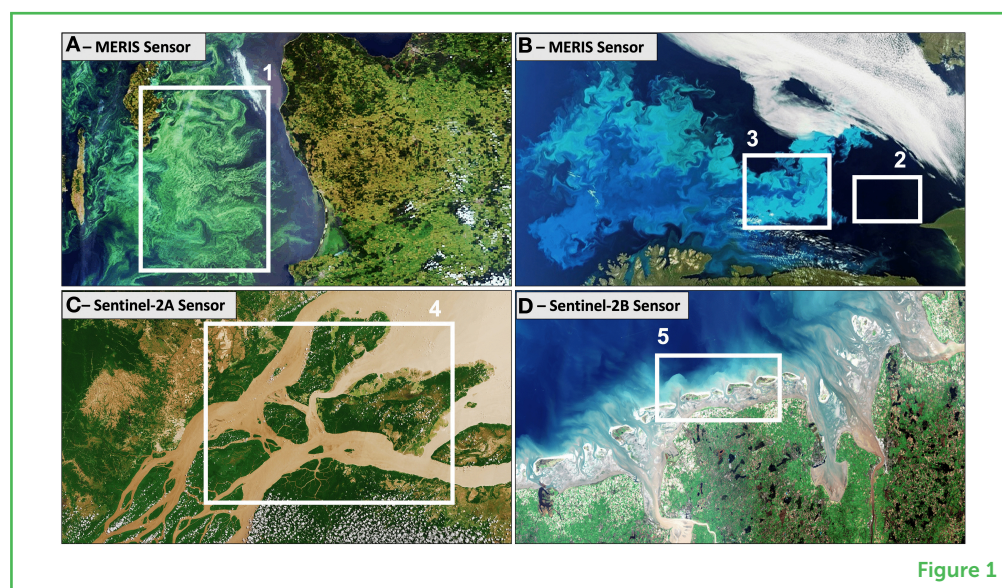 A – MERIS Sensor
1
B – MERIS Sensor
3
2
C – Sentinel-2A Sensor
4
D – Sentinel-2B Sensor
5
Figure 1